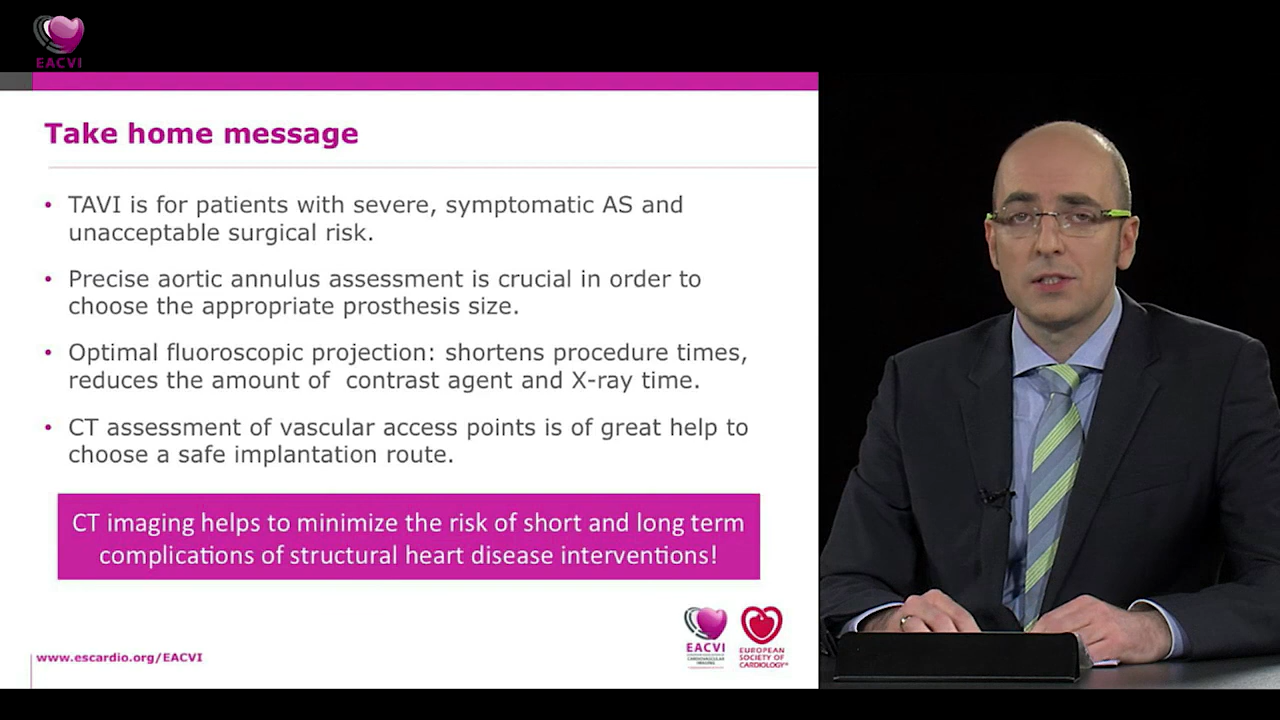 EACVI
Take home message
• TAVI is for patients with severe, symptomatic AS and
unacceptable surgical risk.
• Precise aortic annulus assessment is crucial in order to
choose the appropriate prosthesis size.
• Optimal fluoroscopic projection: shortens procedure times,
reduces the amount of contrast agent and X-ray time.
• CT assessment of vascular access points is of great help to
choose a safe implantation route.
CT imaging helps to minimize the risk of short and long term
complications of structural heart disease interventions!
www.escardio.org/EACVI
EACVI
EUROPEAN
SOCIETY OF
CARDIOLOGY®